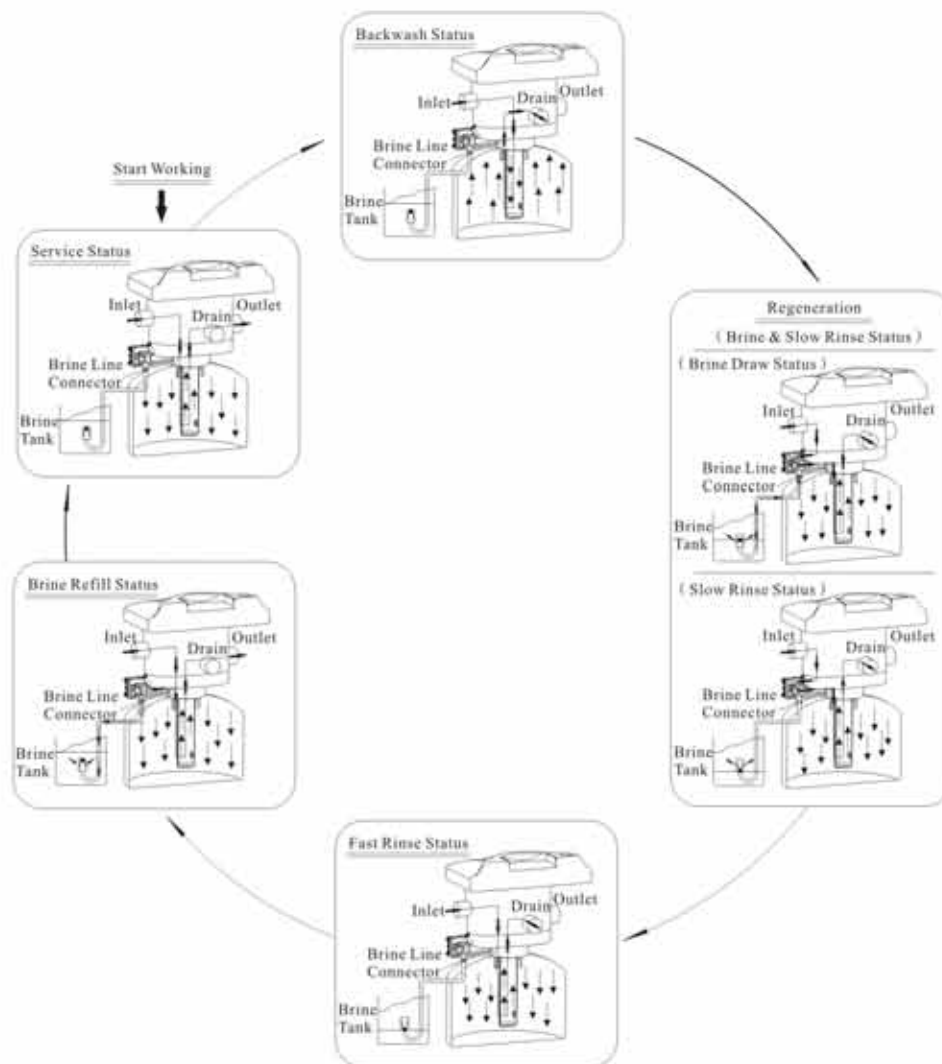 Backwash Status
Outlet
Drain
Inlet
Brine Line
Connector
Brine
Tank
Start Working
Service Status
Inlet
Outlet
Drain
Brine Line
Connector
Brine
Tank
Regeneration
( Brine & Slow Rinse Status )
( Brine Draw Status )
Inlet
Outlet
Drain
Brine Line
Connector
Brine
Tank
( Slow Rinse Status )
Inlet
Outlet
Drain
Brine Line
Connector
Brine
Tank
Brine Refill Status
Inlet
Outlet
Drain
Brine Line
Connector
Brine
Tank
Fast Rinse Status
Outlet
Drain
Inlet
Brine Line
Connector
Brine
Tank